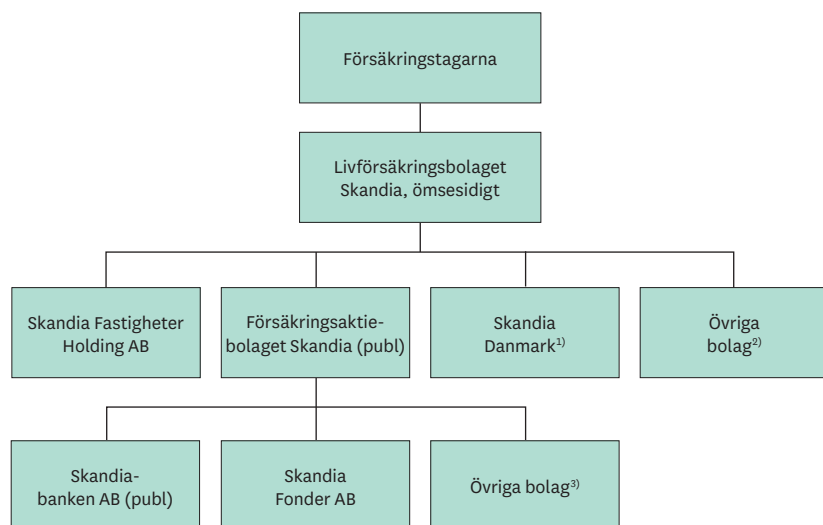 Försäkringstagarna
Livförsäkringsbolaget
Skandia, ömsesidigt
Skandia Fastigheter
Holding AB
Försäkringsaktie-
bolaget Skandia (publ)
Skandia
Danmark¹⁾
Övriga
bolag²⁾
Skandia-
banken AB (publ)
Skandia
Fonder AB
Övriga bolag³⁾